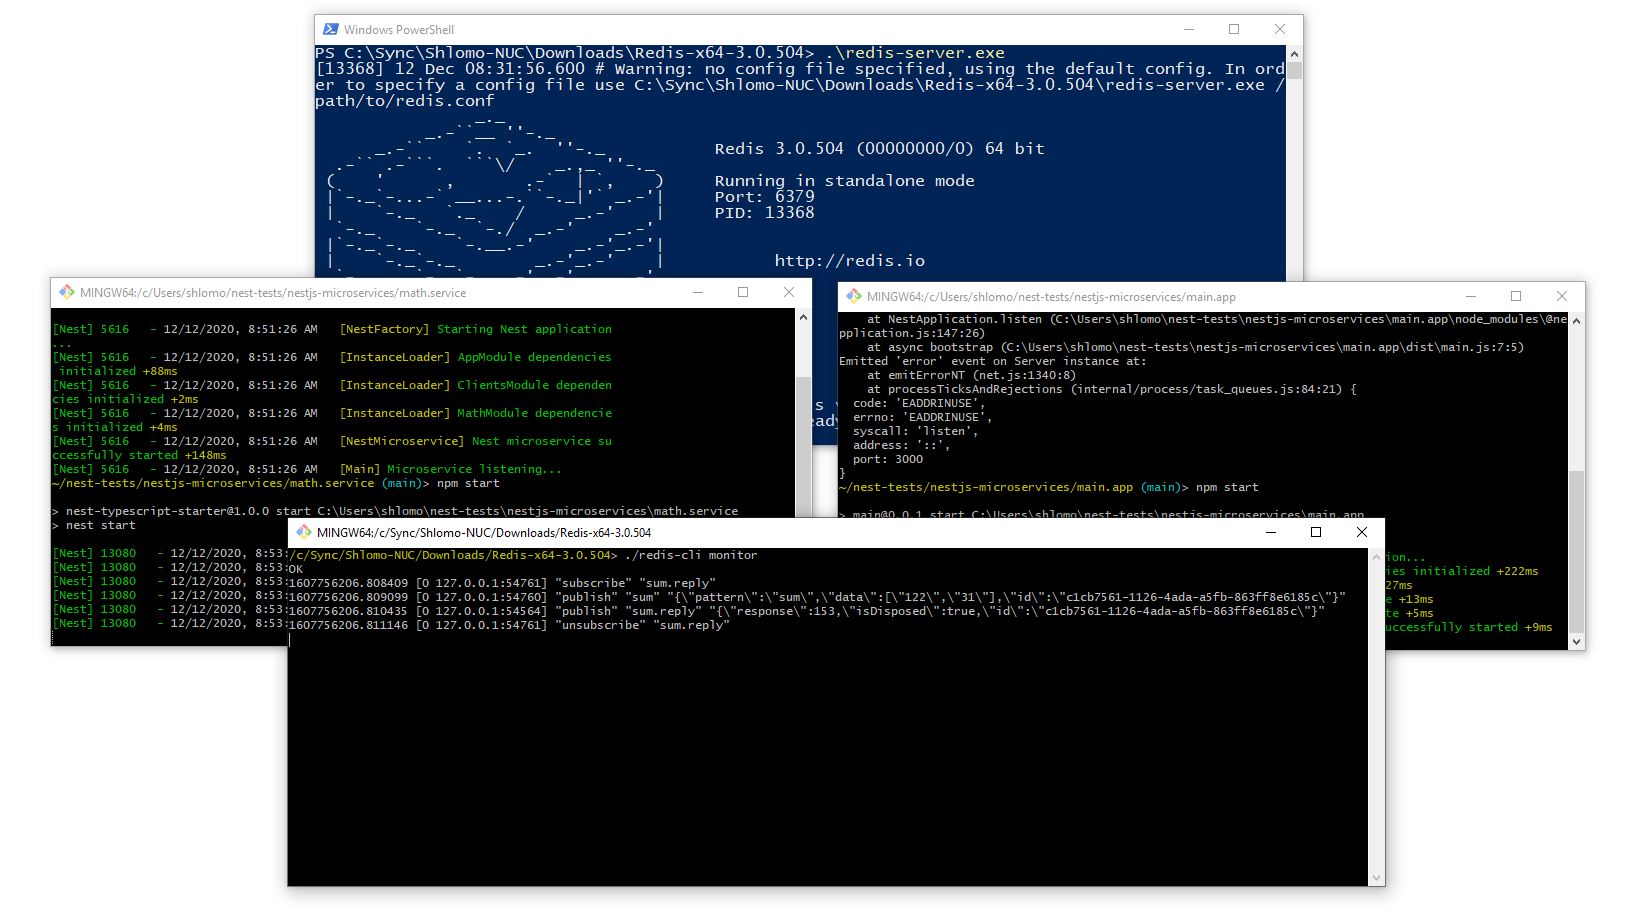 Windows PowerShell
PS C:\Sync\Shlomo-NUC\Downloads\Redis-x64-3.0.504> .\redis-server.exe
[13368] 12 Dec 08:31:56.600 # Warning: no config file specified, using the default config. In ord
er to specify a config file use C:\Sync\Shlomo-NUC\Downloads\Redis-x64-3.0.504\redis-server.exe /
path/to/redis.conf
Redis 3.0.504 (00000000/0) 64 bit
Running in standalone mode
Port: 6379
PID: 13368
http://redis.io
MINGW64:/c/Users/shlomo/nest-tests/nestjs-microservices/math.service
[Nest] 5616   - 12/12/2020, 8:51:26 AM   [NestFactory] Starting Nest application
...
[Nest] 5616   - 12/12/2020, 8:51:26 AM   [InstanceLoader] AppModule dependencies
initialized +88ms
[Nest] 5616   - 12/12/2020, 8:51:26 AM   [InstanceLoader] ClientsModule dependen
cies initialized +2ms
[Nest] 5616   - 12/12/2020, 8:51:26 AM   [InstanceLoader] MathModule dependencie
s initialized +4ms
[Nest] 5616   - 12/12/2020, 8:51:26 AM   [NestMicroservice] Nest microservice su
ccessfully started +148ms
[Nest] 5616   - 12/12/2020, 8:51:26 AM   [Main] Microservice listening...
~/nest-tests/nestjs-microservices/math.service (main)> npm start
> nest-typescript-starter@1.0.0 start C:\Users\shlomo\nest-tests\nestjs-microservices\math.service
> nest start
[Nest] 13080   - 12/12/2020, 8:53:
[Nest] 13080   - 12/12/2020, 8:53:
[Nest] 13080   - 12/12/2020, 8:53:
[Nest] 13080   - 12/12/2020, 8:53:
[Nest] 13080   - 12/12/2020, 8:53:
[Nest] 13080   - 12/12/2020, 8:53:
MINGW64:/c/Users/shlomo/nest-tests/nestjs-microservices/main.app
at NestApplication.listen (C:\Users\shlomo\nest-tests\nestjs-microservices\main.app\node_modules\@ne
pplication.js:147:26)
at async bootstrap (C:\Users\shlomo\nest-tests\nestjs-microservices\main.app\dist\main.js:7:5)
Emitted 'error' event on Server instance at:
at emitErrorNT (net.js:1340:8)
at processTicksAndRejections (internal/process/task_queues.js:84:21) {
code: 'EADDRINUSE',
errno: 'EADDRINUSE',
syscall: 'listen',
address: '::',
port: 3000
}
~/nest-tests/nestjs-microservices/main.app (main)> npm start
> main@0.0.1 start C:\Users\shlomo\nest-tests\nestjs-microservices\main.app
ion...
ies initialized +222ms
27ms
e +13ms
te +5ms
uccessfully started +9ms
MINGW64:/c/Sync/Shlomo-NUC/Downloads/Redis-x64-3.0.504
/c/Sync/Shlomo-NUC/Downloads/Redis-x64-3.0.504> ./redis-cli monitor
OK
1607756206.808409 [0 127.0.0.1:54761] "subscribe" "sum.reply"
1607756206.809099 [0 127.0.0.1:54760] "publish" "sum" "{\"pattern\":\"sum\",\"data\":[\"122\",\"31\"],\"id\":\"c1cb7561-1126-4ada-a5fb-863ff8e6185c\"}"
1607756206.810435 [0 127.0.0.1:54564] "publish" "sum.reply" "{\"response\":153,\"isDisposed\":true,\"id\":\"c1cb7561-1126-4ada-a5fb-863ff8e6185c\"}"
1607756206.811146 [0 127.0.0.1:54761] "unsubscribe" "sum.reply"